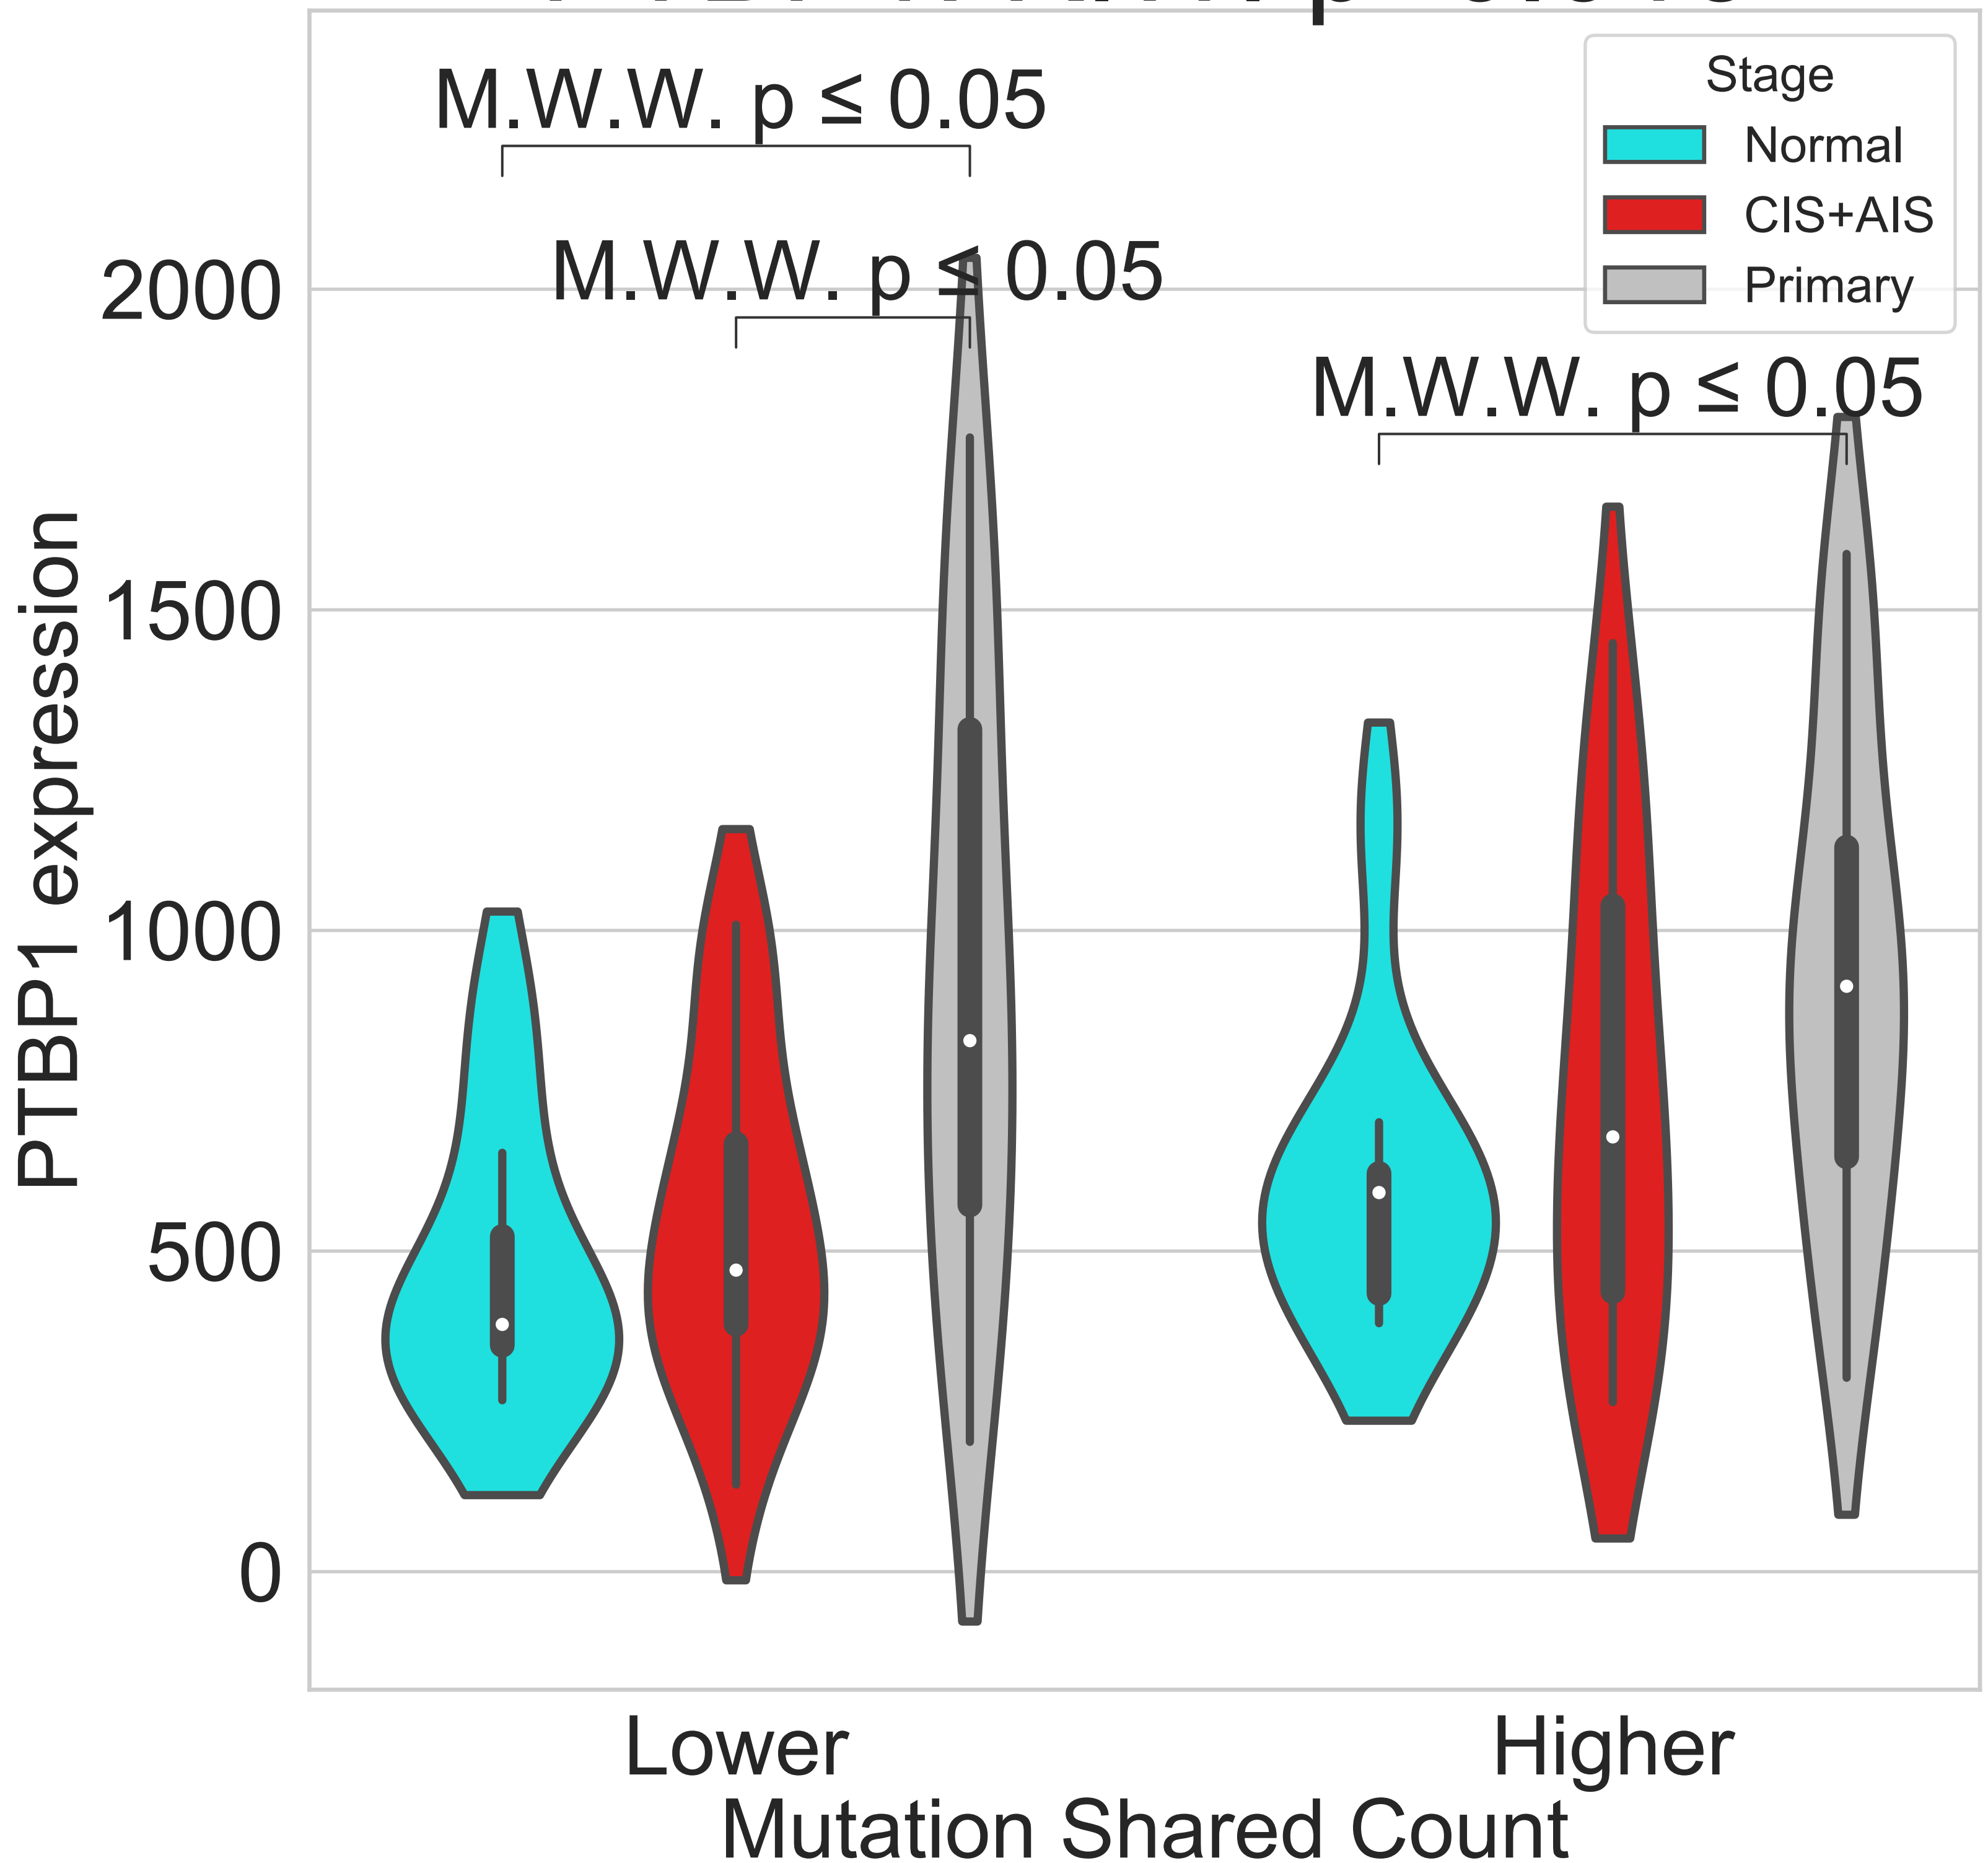 M.W.W. p ≤ 0.05
Stage
Normal
CIS+AIS
Primary
M.W.W. p ≤ 0.05
M.W.W. p ≤ 0.05
2000
1500
1000
500
0
PTBP1 expression
Lower
Higher
Mutation Shared Count